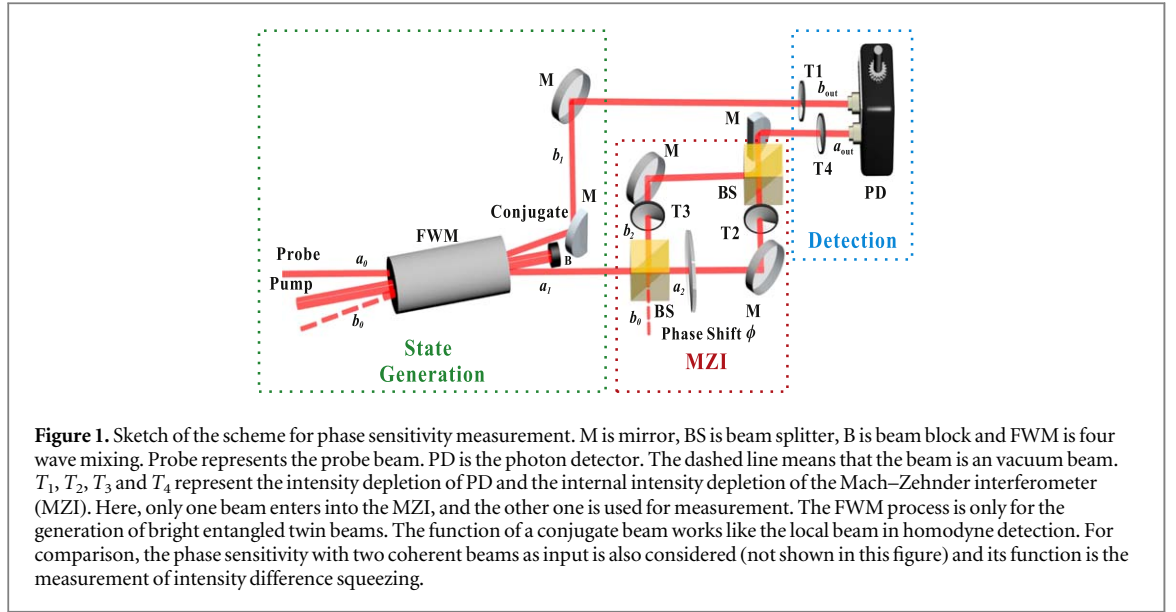 M
T1
b_out
M
a_out
T4
PD
Detection
b_1
M
BS
Conjugate
M
T3
T2
FWM
b_2
Probe
a_0
B
Pump
a_1
a_2
b_0
b_0
BS
M
Phase Shift ϕ
State
Generation
MZI
Figure 1. Sketch of the scheme for phase sensitivity measurement. M is mirror, BS is beam splitter, B is beam block and FWM is four
wave mixing. Probe represents the probe beam. PD is the photon detector. The dashed line means that the beam is an vacuum beam.
T₁, T₂, T₃ and T₄ represent the intensity depletion of PD and the internal intensity depletion of the Mach–Zehnder interferometer
(MZI). Here, only one beam enters into the MZI, and the other one is used for measurement. The FWM process is only for the
generation of bright entangled twin beams. The function of a conjugate beam works like the local beam in homodyne detection. For
comparison, the phase sensitivity with two coherent beams as input is also considered (not shown in this figure) and its function is the
measurement of intensity difference squeezing.